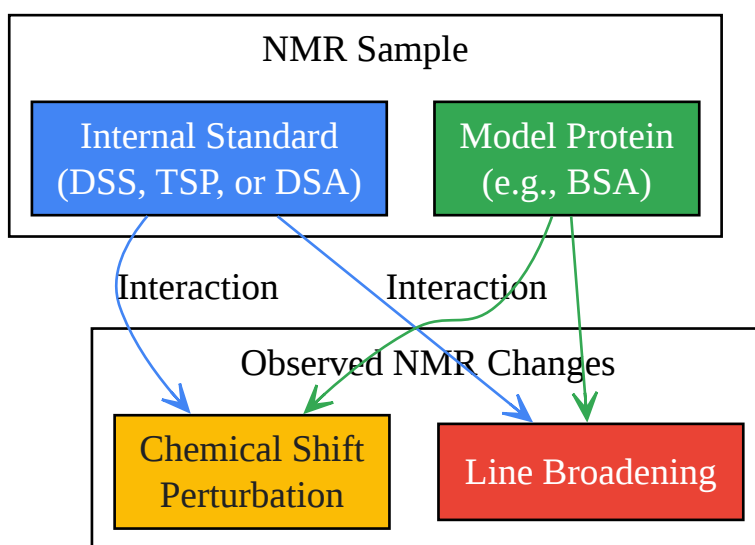 NMR Sample
Internal Standard
(DSS, TSP, or DSA)
Model Protein
(e.g., BSA)
Interaction
Interaction
Observed NMR Changes
Chemical Shift
Perturbation
Line Broadening